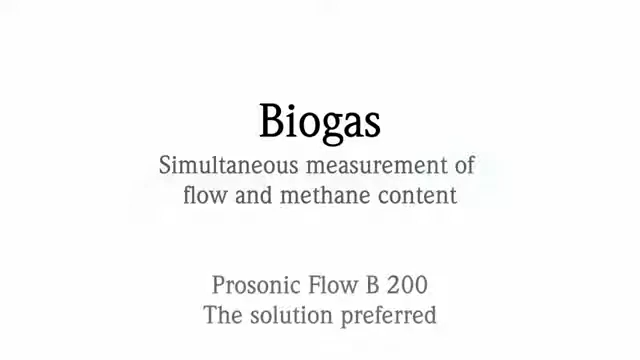 Biogas
Simultaneous measurement of
flow and methane content
Prosonic Flow B 200
The solution preferred